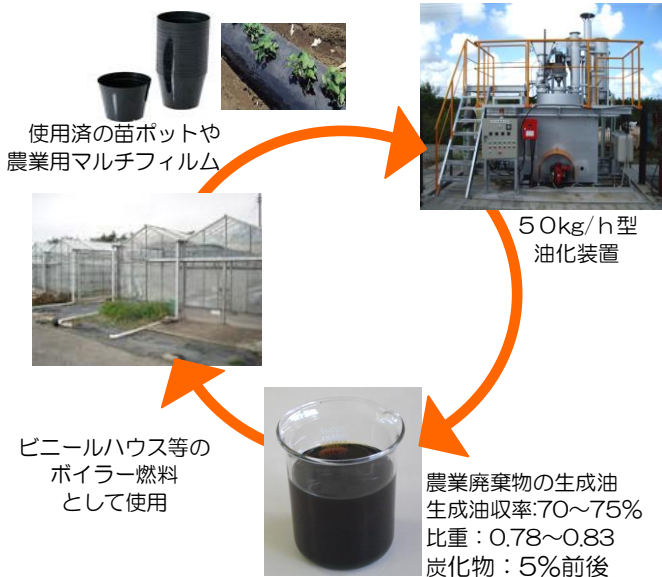 使用済の苗ポットや
農業用マルチフィルム
５０kg/ｈ型
油化装置
ビニールハウス等の
ボイラー燃料
として使用
農業廃棄物の生成油
生成油収率:70～75%
比重：0.78～0.83
炭化物：5%前後